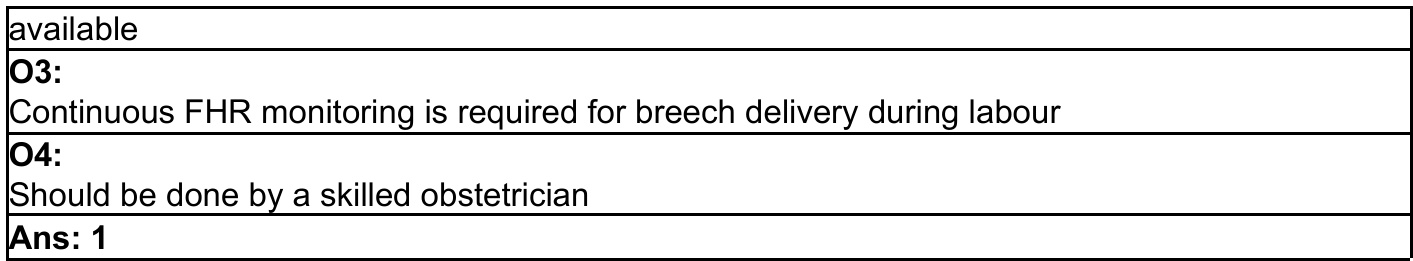 available
O3:
Continuous FHR monitoring is required for breech delivery during labour
O4:
Should be done by a skilled obstetrician
Ans: 1